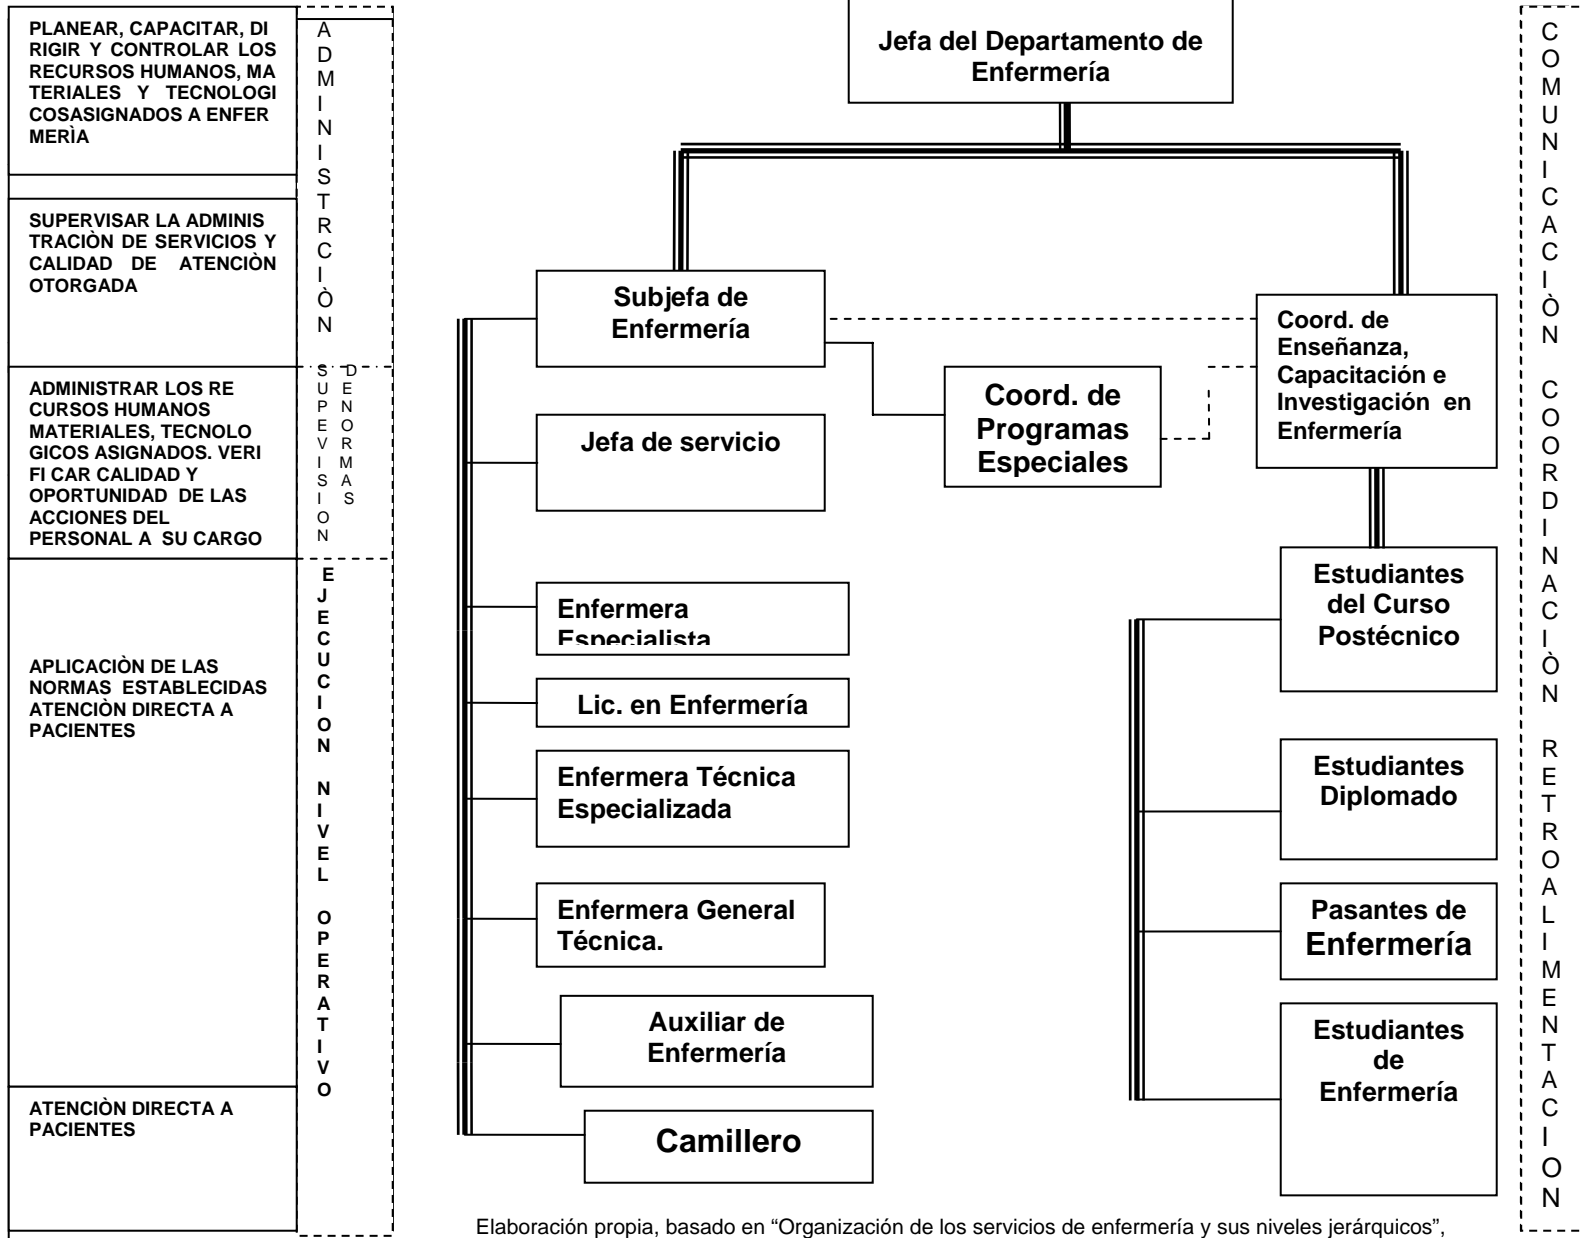 PLANEAR, CAPACITAR, DI
RIGIR Y CONTROLAR LOS
RECURSOS HUMANOS, MA
TERIALES Y TECNOLOGI
COSASIGNADOS A ENFER
MERÌA
SUPERVISAR LA ADMINIS
TRACIÒN DE SERVICIOS Y
CALIDAD DE ATENCIÒN
OTORGADA
ADMINISTRAR LOS RE
CURSOS HUMANOS
MATERIALES, TECNOLO
GICOS ASIGNADOS. VERI
FI CAR CALIDAD Y
OPORTUNIDAD DE LAS
ACCIONES DEL
PERSONAL A SU CARGO
APLICACIÒN DE LAS
NORMAS ESTABLECIDAS
ATENCIÒN DIRECTA A
PACIENTES
ATENCIÒN DIRECTA A
PACIENTES
ADMINISTRCIÒN
SUPEVISION
DENORMAS
EJECUCION NIVEL OPERATIVO
Jefa del Departamento de
Enfermería
Subjefa de
Enfermería
Coord. de
Enseñanza,
Capacitación e
Investigación en
Enfermería
Coord. de
Programas
Especiales
Jefa de servicio
Enfermera
Especialista
Lic. en Enfermería
Enfermera Técnica
Especializada
Enfermera General
Técnica.
Auxiliar de
Enfermería
Camillero
Estudiantes
del Curso
Postécnico
Estudiantes
Diplomado
Pasantes de
Enfermería
Estudiantes
de
Enfermería
COMUNICACIÒN COORDINACIÒN RETROALIMENTACION
Elaboración propia, basado en “Organización de los servicios de enfermería y sus niveles jerárquicos”,